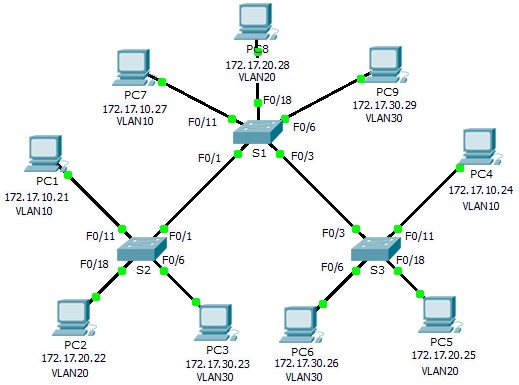 PC8
172.17.20.28
VLAN20
PC7
172.17.10.27
VLAN10
PC9
172.17.30.29
VLAN30
F0/18
F0/11
F0/6
S1
F0/1
F0/3
PC1
172.17.10.21
VLAN10
PC4
172.17.10.24
VLAN10
F0/11
F0/1
F0/18
F0/6
S2
F0/3
F0/11
F0/6
F0/18
S3
PC2
172.17.20.22
VLAN20
PC3
172.17.30.23
VLAN30
PC6
172.17.30.26
VLAN30
PC5
172.17.20.25
VLAN20